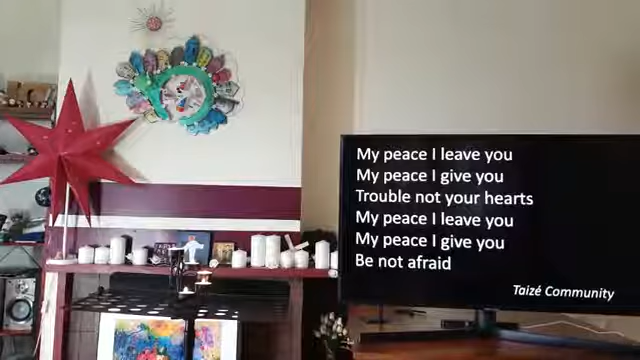 My peace I leave you
My peace I give you
Trouble not your hearts
My peace I leave you
My peace I give you
Be not afraid
Taizé Community